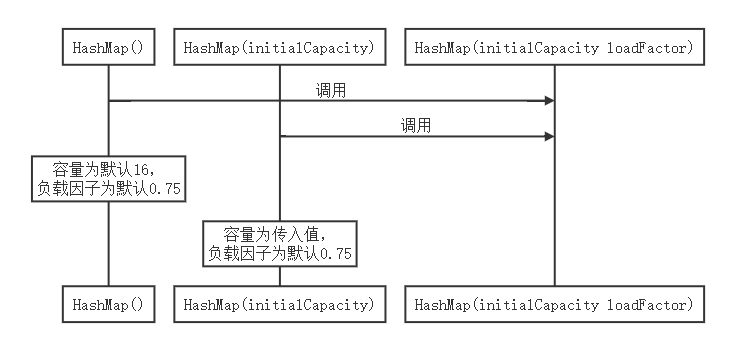 HashMap()
HashMap(initialCapacity)
HashMap(initialCapacity loadFactor)
调用
调用
容量为默认16,
负载因子为默认0.75
容量为传入值,
负载因子为默认0.75
HashMap()
HashMap(initialCapacity)
HashMap(initialCapacity loadFactor)